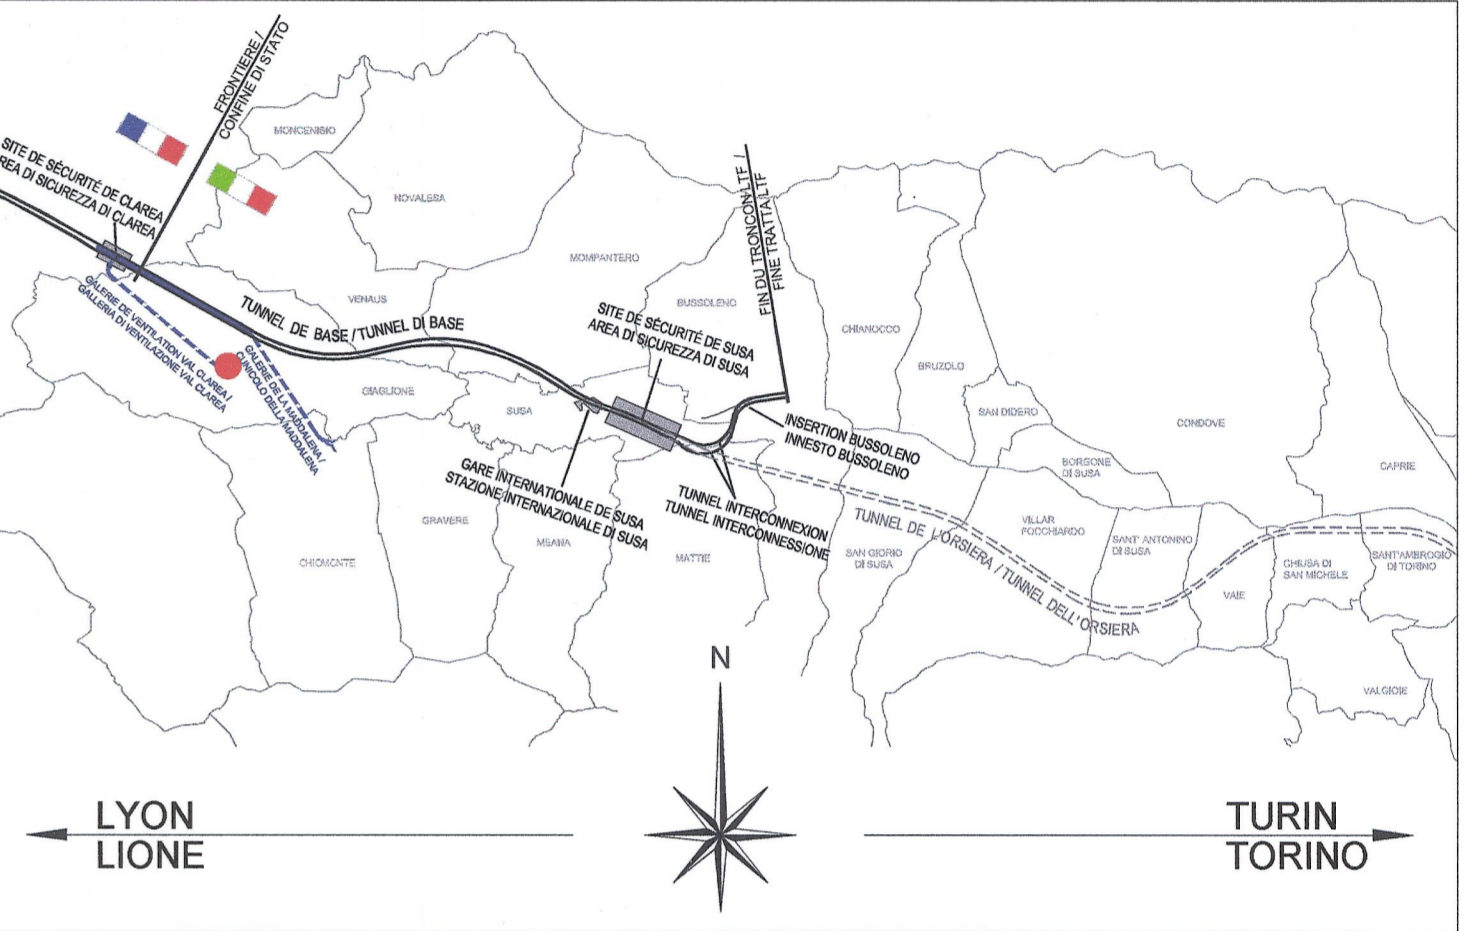 FRONTIERE /
CONFINE DI STATO
MONCENISIO
NOVALESA
SITE DE SÉCURITÉ DE CLAREA
REA DI SICUREZZA DI CLAREA
FIN DU TRONCON LTF /
FINE TRATTA LTF
MOMPANTERO
VENAUS
BUSSOLENO
GALERIE DE VENTILATION VAL CLAREA /
GALLERIA DI VENTILAZIONE VAL CLAREA
TUNNEL DE BASE / TUNNEL DI BASE
SITE DE SÉCURITÉ DE SUSA
AREA DI SICUREZZA DI SUSA
CHIANOCCO
BRUZOLO
GALERIE DE LA MADDALENA /
CUNICOLO DELLA MADDALENA
GIAGLIONE
SUSA
SAN DIDERO
CONDOVE
INSERTION BUSSOLENO
INNESTO BUSSOLENO
BORGONE
DI SUSA
CAPRIE
GARE INTERNATIONALE DE SUSA
STAZIONE INTERNAZIONALE DI SUSA
TUNNEL INTERCONNEXION
TUNNEL INTERCONNESSIONE
TUNNEL DE L'ORSIERA / TUNNEL DELL'ORSIERA
GRAVERE
MEANA
MATTIE
CHIOMONTE
SAN GIORIO
DI SUSA
VILLAR
FOCCHIARDO
SANT' ANTONINO
DI SUSA
VAIE
CHIUSA DI
SAN MICHELE
SANT'AMBROGIO
DI TORINO
VALGIOIE
N
LYON
LIONE
TURIN
TORINO